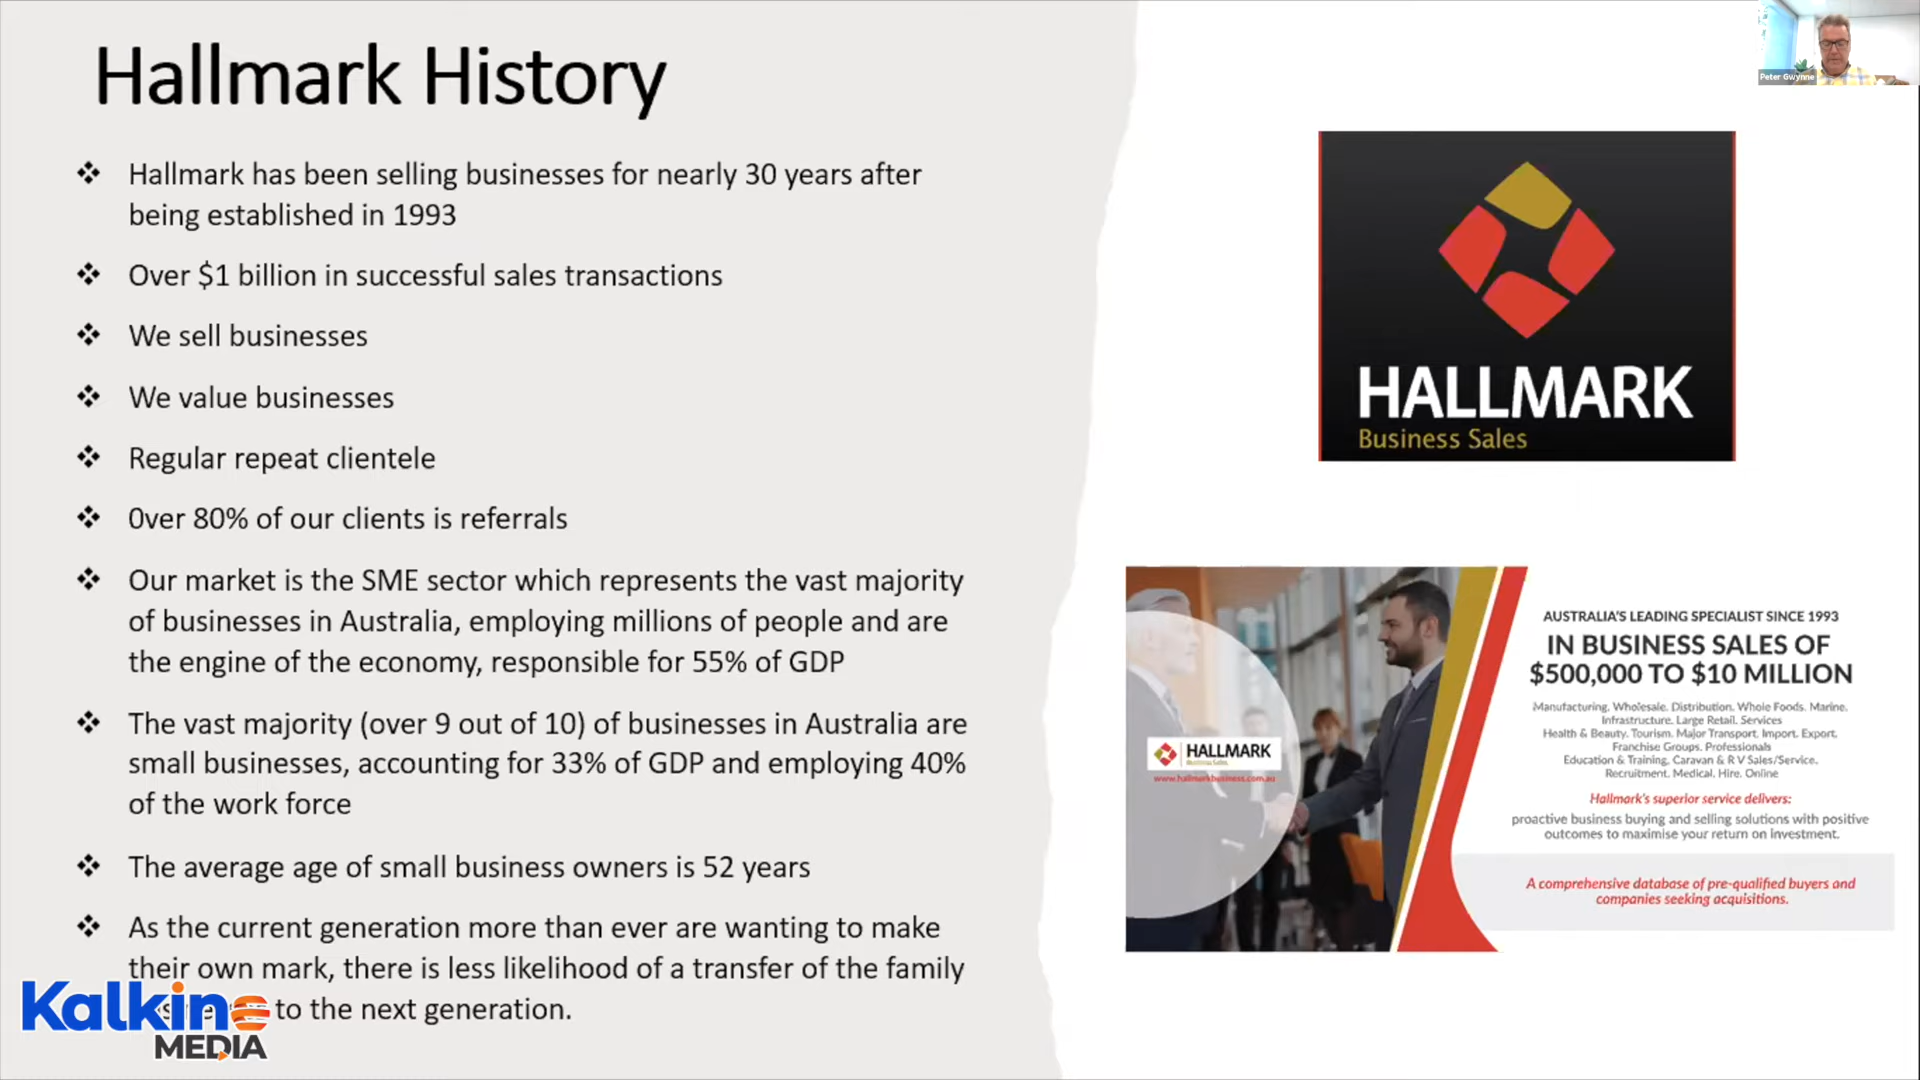 Hallmark History
Hallmark has been selling businesses for nearly 30 years after
being established in 1993
Over $1 billion in successful sales transactions
We sell businesses
We value businesses
Regular repeat clientele
0ver 80% of our clients is referrals
Our market is the SME sector which represents the vast majority
of businesses in Australia, employing millions of people and are
the engine of the economy, responsible for 55% of GDP
The vast majority (over 9 out of 10) of businesses in Australia are
small businesses, accounting for 33% of GDP and employing 40%
of the work force
The average age of small business owners is 52 years
As the current generation more than ever are wanting to make
their own mark, there is less likelihood of a transfer of the family
to the next generation.
Kalkine
MEDIA
Peter Gwynne
HALLMARK
Business Sales
HALLMARK
Business Sales
www.hallmarkbusiness.com.au
AUSTRALIA'S LEADING SPECIALIST SINCE 1993
IN BUSINESS SALES OF
$500,000 TO $10 MILLION
Manufacturing. Wholesale. Distribution. Whole Foods. Marine.
Infrastructure. Large Retail. Services
Health & Beauty. Tourism. Major Transport. Import. Export.
Franchise Groups. Professionals
Education & Training. Caravan & R V Sales/Service.
Recruitment. Medical. Hire. Online
Hallmark's superior service delivers:
proactive business buying and selling solutions with positive
outcomes to maximise your return on investment.
A comprehensive database of pre-qualified buyers and
companies seeking acquisitions.